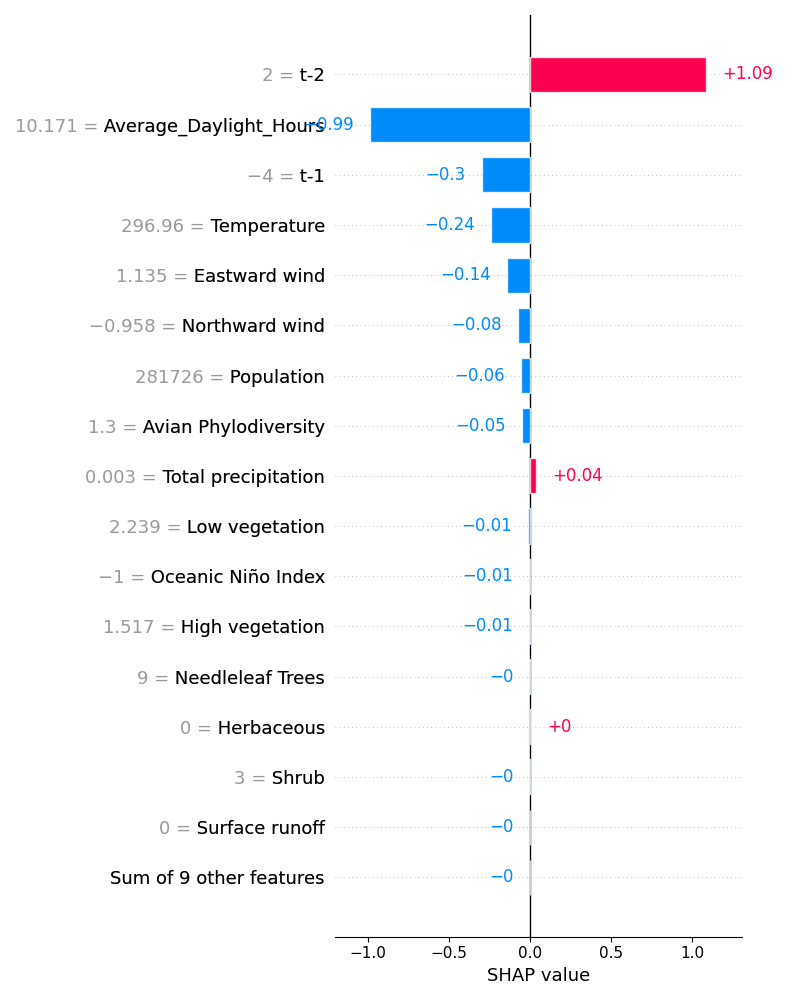 2 = t-2 +1.09
10.171 = Average_Daylight_Hours −0.99
−4 = t-1 −0.3
296.96 = Temperature −0.24
1.135 = Eastward wind −0.14
−0.958 = Northward wind −0.08
281726 = Population −0.06
1.3 = Avian Phylodiversity −0.05
0.003 = Total precipitation +0.04
2.239 = Low vegetation −0.01
−1 = Oceanic Niño Index −0.01
1.517 = High vegetation −0.01
9 = Needleleaf Trees −0
0 = Herbaceous +0
3 = Shrub −0
0 = Surface runoff −0
Sum of 9 other features −0
−1.0 −0.5 0.0 0.5 1.0
SHAP value